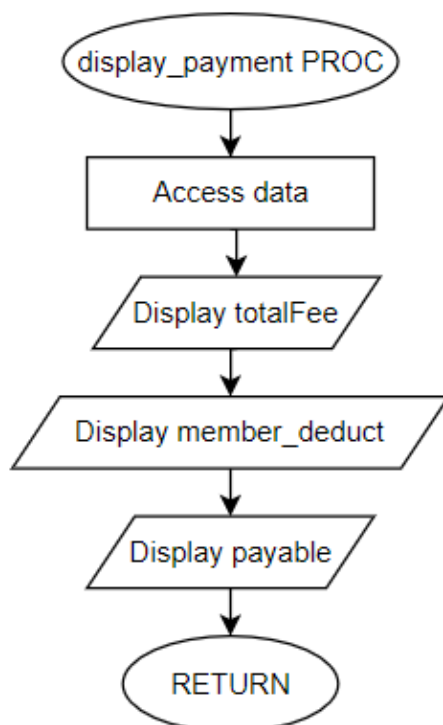 display_payment PROC
Access data
Display totalFee
Display member_deduct
Display payable
RETURN